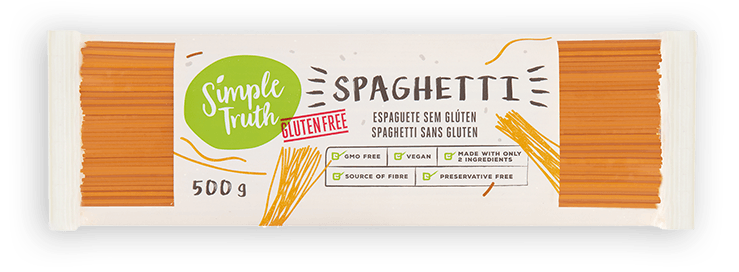 Simple
Truth
GLUTEN FREE
SPAGHETTI
ESPAGUETE SEM GLÚTEN
SPAGHETTI SANS GLUTEN
GMO FREE
VEGAN
MADE WITH ONLY
2 INGREDIENTS
SOURCE OF FIBRE
PRESERVATIVE FREE
500g